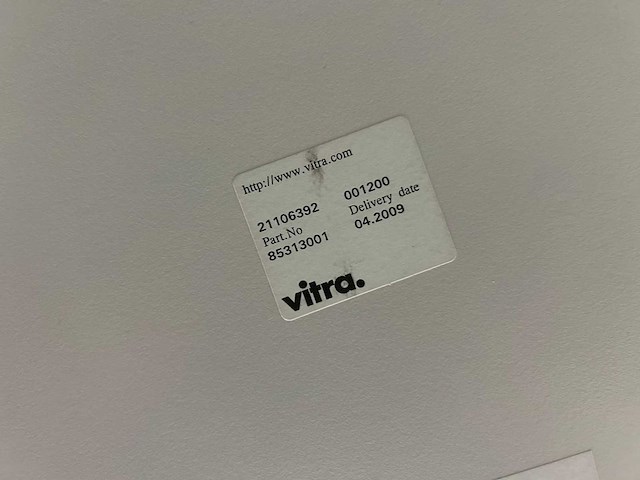 http://www.vitra.com
21106392 001200
Part.No Delivery date
85313001 04.2009
vitra.